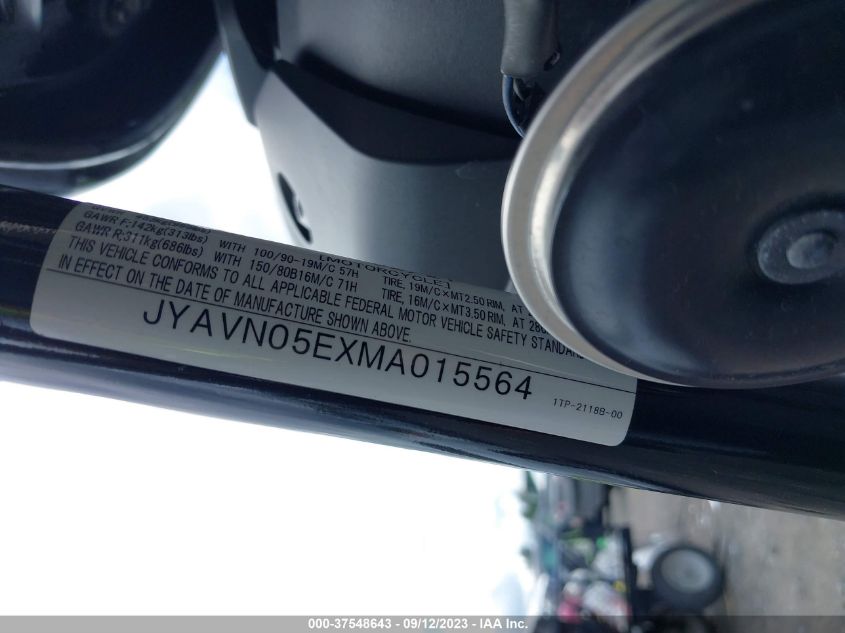 GAWR F:142kg(313lbs) WITH 100/90-19M/C 57H TIRE, 19M/C×MT2.50 RIM, AT
GAWR R:311kg(686lbs) WITH 150/80B16M/C 71H TIRE, 16M/C×MT3.50 RIM, AT
[MOTORCYCLE]
THIS VEHICLE CONFORMS TO ALL APPLICABLE FEDERAL MOTOR VEHICLE SAFETY
IN EFFECT ON THE DATE OF MANUFACTURE SHOWN ABOVE.
JYAVN05EXMA015564
1TP-2118B-00
000-37548643 - 09/12/2023 - © IAA Inc.